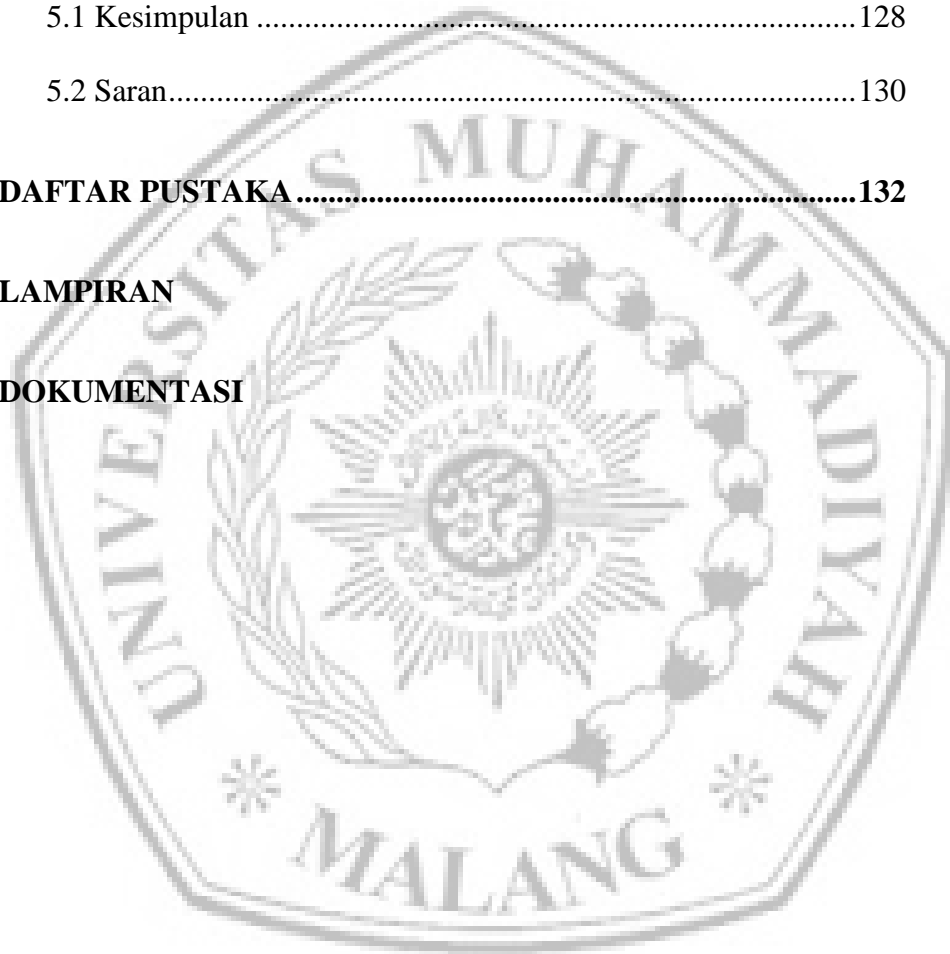 5.1 Kesimpulan ........................................................................128
5.2 Saran..................................................................................130
DAFTAR PUSTAKA ..................................................................132
LAMPIRAN
DOKUMENTASI
UNIVERSITAS MUHAMMADIYAH
MALANG